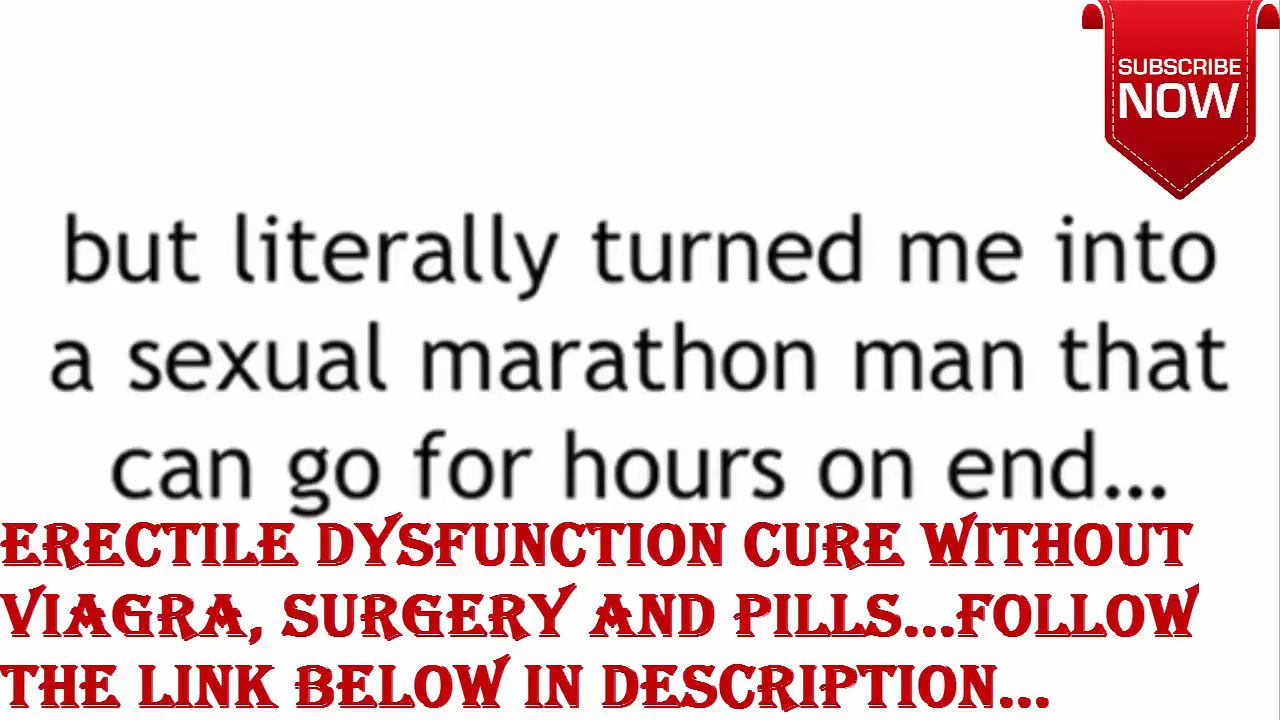 SUBSCRIBE
NOW
but literally turned me into
a sexual marathon man that
can go for hours on end...
ERECTILE DYSFUNCTION CURE WITHOUT
VIAGRA, SURGERY AND PILLS...FOLLOW
THE LINK BELOW IN DESCRIPTION...